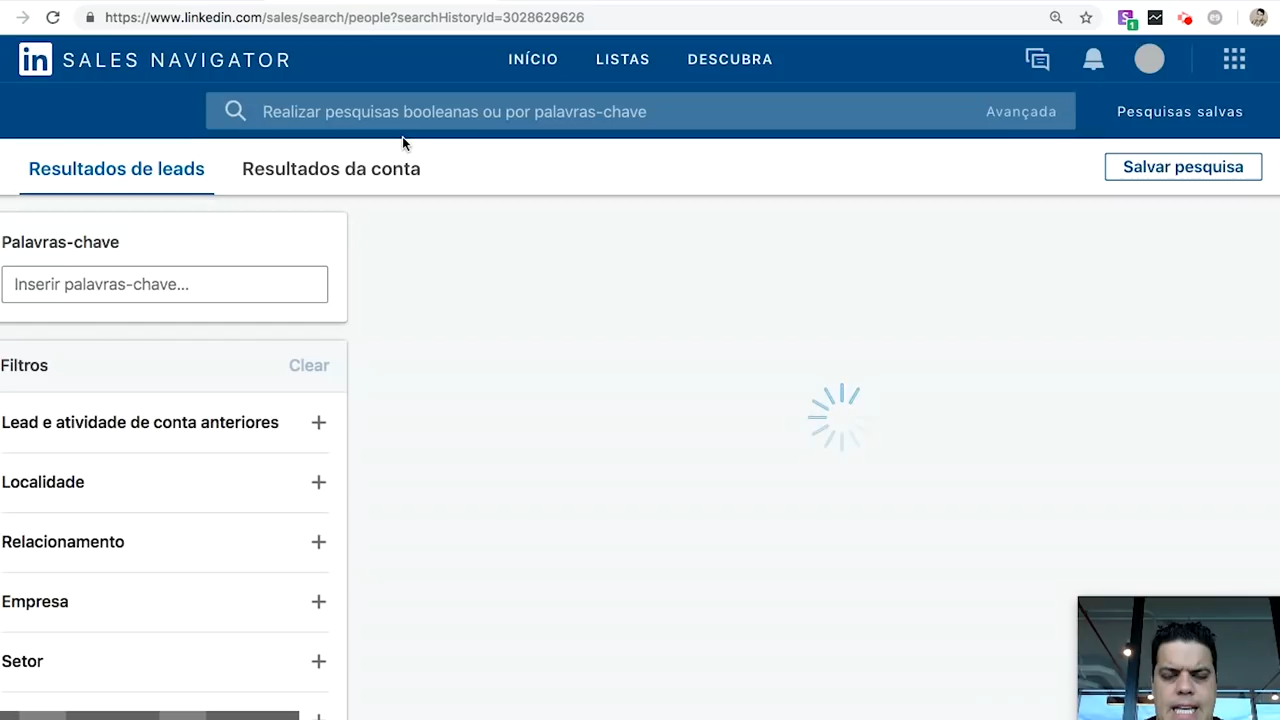 https://www.linkedin.com/sales/search/people?searchHistoryId=3028629626
1
in SALES NAVIGATOR
INÍCIO
LISTAS
DESCUBRA
Realizar pesquisas booleanas ou por palavras-chave
Avançada
Pesquisas salvas
Resultados de leads
Resultados da conta
Salvar pesquisa
Palavras-chave
Inserir palavras-chave...
Filtros
Clear
Lead e atividade de conta anteriores
Localidade
Relacionamento
Empresa
Setor